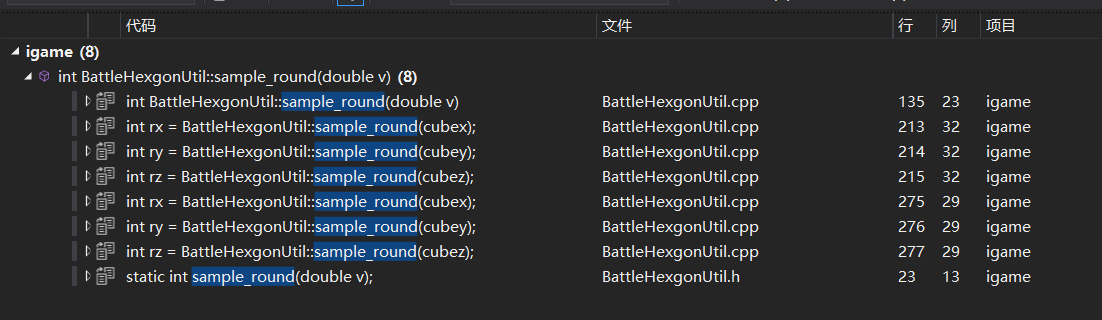 代码 文件 行 列 项目
igame (8)
int BattleHexgonUtil::sample_round(double v) (8)
int BattleHexgonUtil::sample_round(double v) BattleHexgonUtil.cpp 135 23 igame
int rx = BattleHexgonUtil::sample_round(cubex); BattleHexgonUtil.cpp 213 32 igame
int ry = BattleHexgonUtil::sample_round(cubey); BattleHexgonUtil.cpp 214 32 igame
int rz = BattleHexgonUtil::sample_round(cubez); BattleHexgonUtil.cpp 215 32 igame
int rx = BattleHexgonUtil::sample_round(cubex); BattleHexgonUtil.cpp 275 29 igame
int ry = BattleHexgonUtil::sample_round(cubey); BattleHexgonUtil.cpp 276 29 igame
int rz = BattleHexgonUtil::sample_round(cubez); BattleHexgonUtil.cpp 277 29 igame
static int sample_round(double v); BattleHexgonUtil.h 23 13 igame